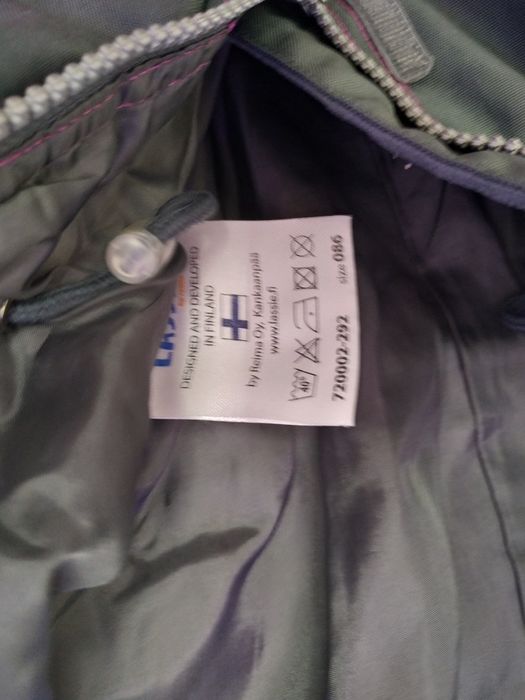 DESIGNED AND DEVELOPED
IN FINLAND
by Reima Oy, Kankaanpää
www.lassie.fi
40°
720002-292 size 086